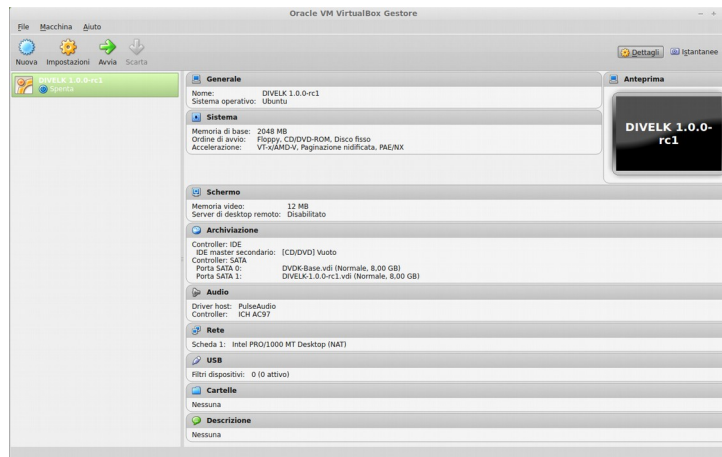 Oracle VM VirtualBox Gestore
File Macchina Aiuto
Nuova Impostazioni Avvia Scarta
Dettagli Istantanee
DIVELK 1.0.0-rc1
Spenta
Generale
Nome: DIVELK 1.0.0-rc1
Sistema operativo: Ubuntu
Sistema
Memoria di base: 2048 MB
Ordine di avvio: Floppy, CD/DVD-ROM, Disco fisso
Accelerazione: VT-x/AMD-V, Paginazione nidificata, PAE/NX
Anteprima
DIVELK 1.0.0-
rc1
Schermo
Memoria video: 12 MB
Server di desktop remoto: Disabilitato
Archiviazione
Controller: IDE
IDE master secondario: [CD/DVD] Vuoto
Controller: SATA
Porta SATA 0: DVDK-Base.vdi (Normale, 8,00 GB)
Porta SATA 1: DIVELK-1.0.0-rc1.vdi (Normale, 8,00 GB)
Audio
Driver host: PulseAudio
Controller: ICH AC97
Rete
Scheda 1: Intel PRO/1000 MT Desktop (NAT)
USB
Filtri dispositivi: 0 (0 attivo)
Cartelle
Nessuna
Descrizione
Nessuna